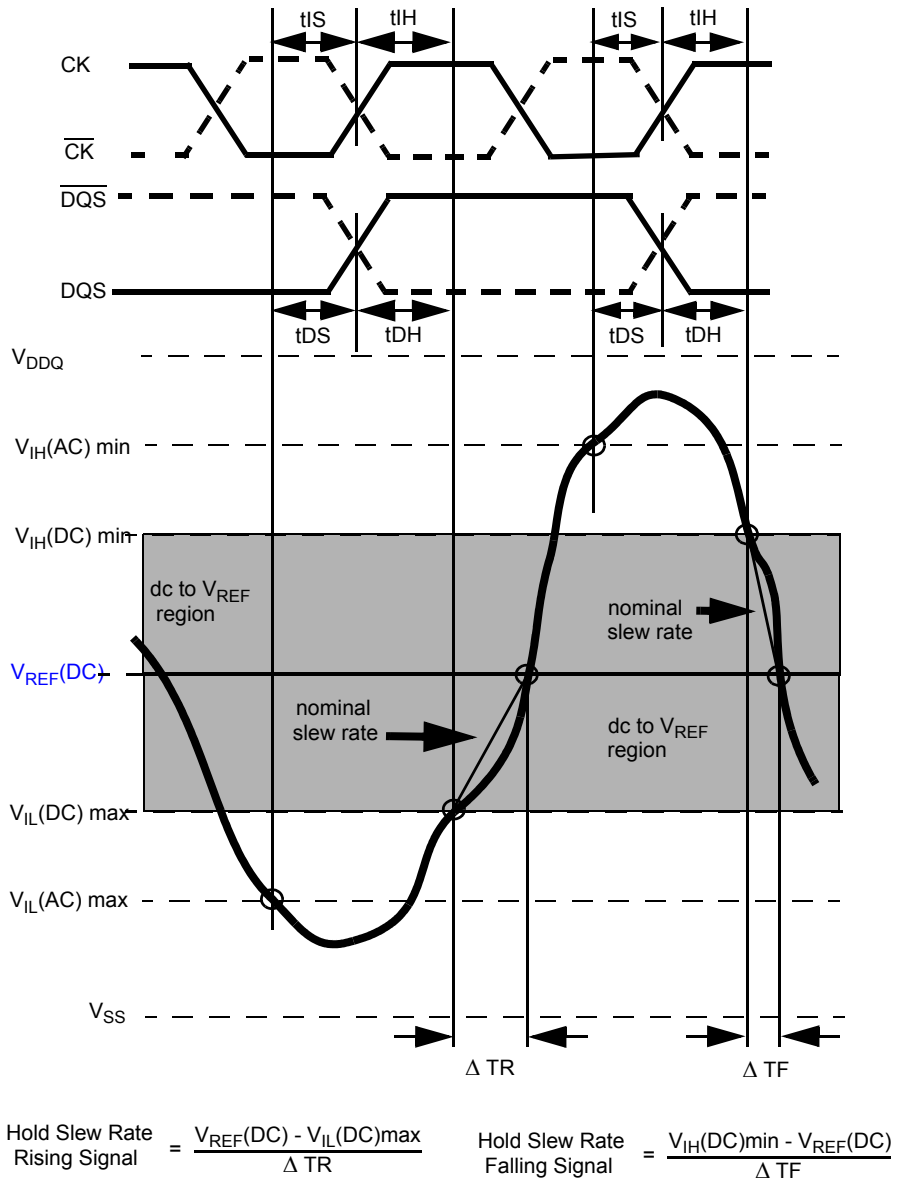 tIS tIH tIS tIH
CK
C̅K̅
D̅Q̅S̅
DQS
tDS tDH tDS tDH
VDDQ
VIH(AC) min
VIH(DC) min
dc to VREF
region
nominal
slew rate
VREF(DC)
nominal
slew rate
dc to VREF
region
VIL(DC) max
VIL(AC) max
VSS
Δ TR Δ TF
Hold Slew Rate
Rising Signal
=
VREF(DC) - VIL(DC)max
Δ TR
Hold Slew Rate
Falling Signal
=
VIH(DC)min - VREF(DC)
Δ TF